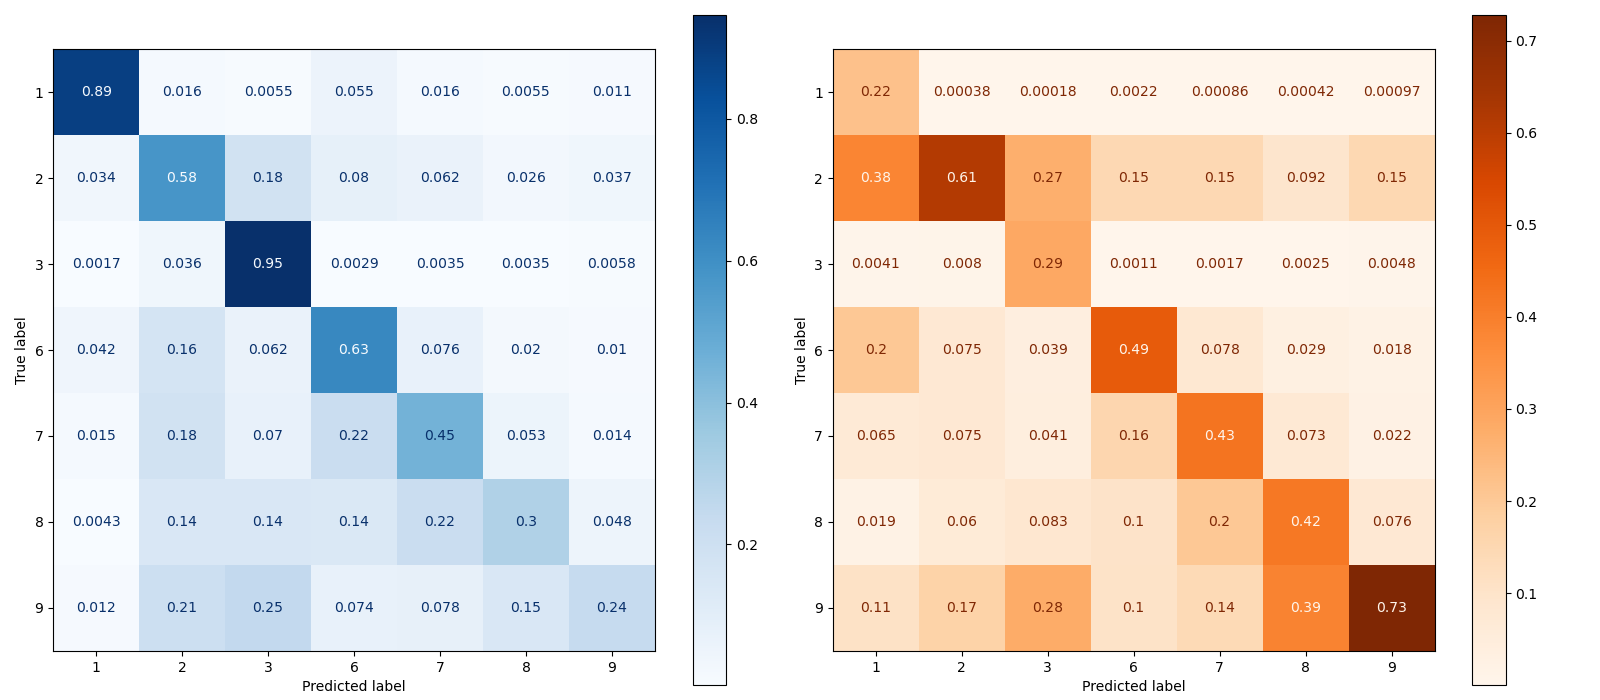 True label
1 0.89 0.016 0.0055 0.055 0.016 0.0055 0.011
2 0.034 0.58 0.18 0.08 0.062 0.026 0.037
3 0.0017 0.036 0.95 0.0029 0.0035 0.0035 0.0058
6 0.042 0.16 0.062 0.63 0.076 0.02 0.01
7 0.015 0.18 0.07 0.22 0.45 0.053 0.014
8 0.0043 0.14 0.14 0.14 0.22 0.3 0.048
9 0.012 0.21 0.25 0.074 0.078 0.15 0.24
1 2 3 6 7 8 9
Predicted label
0.8
0.6
0.4
0.2
True label
1 0.22 0.00038 0.00018 0.0022 0.00086 0.00042 0.00097
2 0.38 0.61 0.27 0.15 0.15 0.092 0.15
3 0.0041 0.008 0.29 0.0011 0.0017 0.0025 0.0048
6 0.2 0.075 0.039 0.49 0.078 0.029 0.018
7 0.065 0.075 0.041 0.16 0.43 0.073 0.022
8 0.019 0.06 0.083 0.1 0.2 0.42 0.076
9 0.11 0.17 0.28 0.1 0.14 0.39 0.73
1 2 3 6 7 8 9
Predicted label
0.7
0.6
0.5
0.4
0.3
0.2
0.1